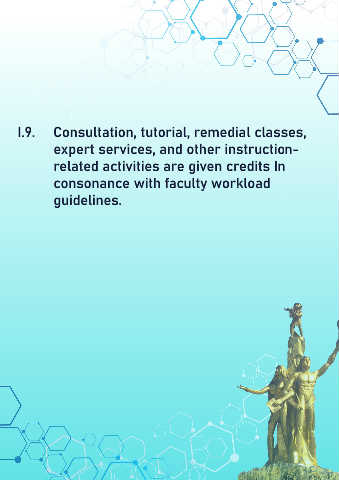 I.9. Consultation, tutorial, remedial classes,
expert services, and other instruction-
related activities are given credits In
consonance with faculty workload
guidelines.